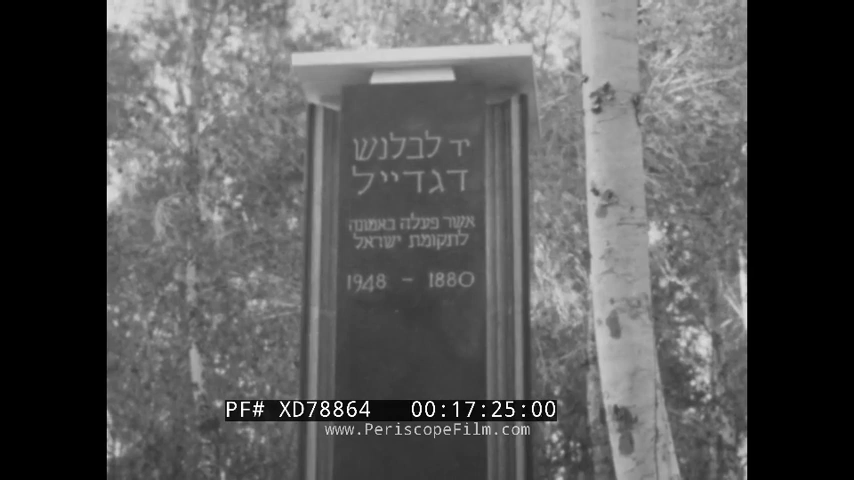 יד לבלנש
דגדייל
אשר פעלה באמונה
לתקומת ישראל
1948 - 1880
PF# XD78864 00:17:25:00
www.PeriscopeFilm.com